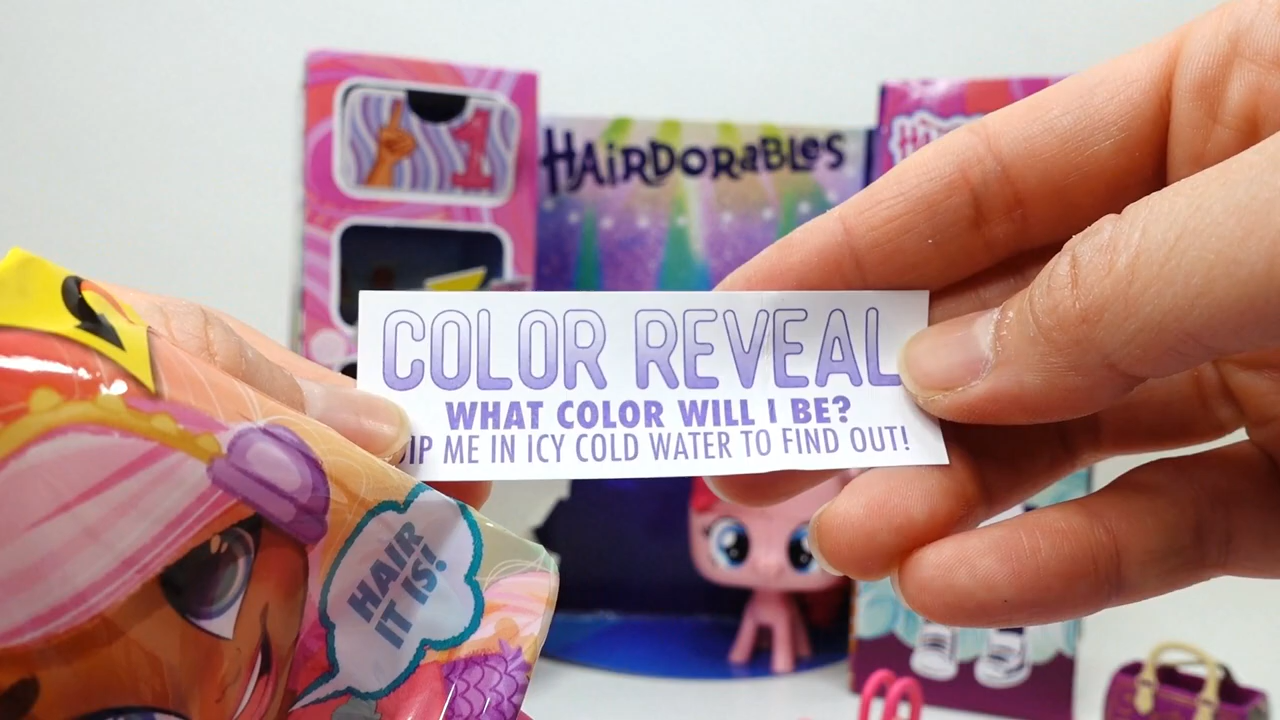 1
HAIRDORABLES
COLOR REVEAL
WHAT COLOR WILL I BE?
ME IN ICY COLD WATER TO FIND OUT!
HAIR
IT IS!